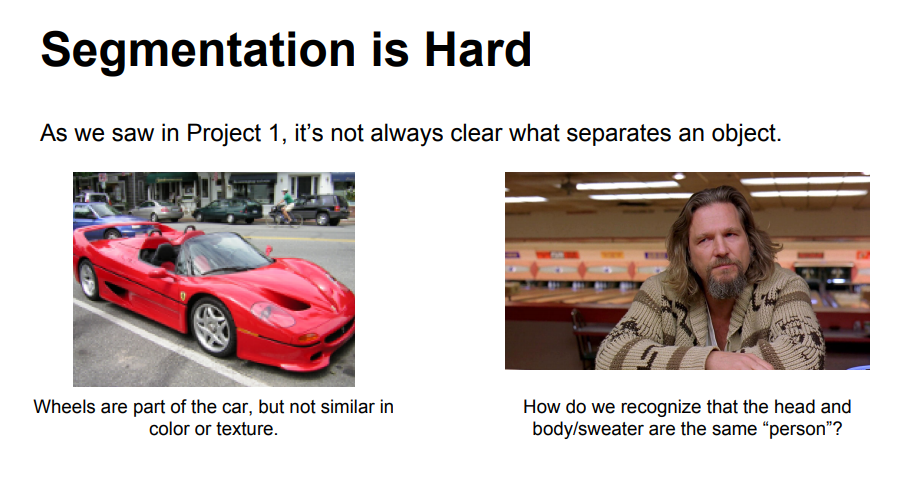 Segmentation is Hard
As we saw in Project 1, it’s not always clear what separates an object.
Wheels are part of the car, but not similar in
color or texture.
How do we recognize that the head and
body/sweater are the same “person”?